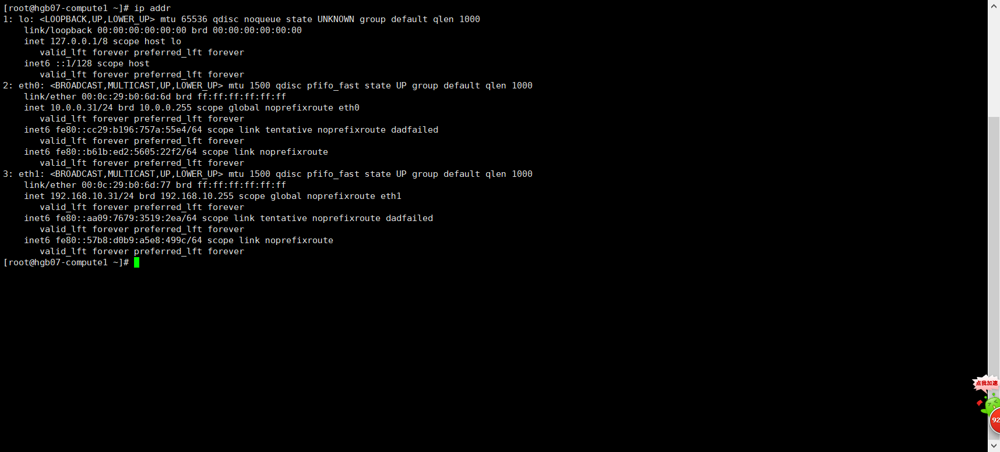 [root@hgb07-compute1 ~]# ip addr
1: lo: <LOOPBACK,UP,LOWER_UP> mtu 65536 qdisc noqueue state UNKNOWN group default qlen 1000
    link/loopback 00:00:00:00:00:00 brd 00:00:00:00:00:00
    inet 127.0.0.1/8 scope host lo
       valid_lft forever preferred_lft forever
    inet6 ::1/128 scope host
       valid_lft forever preferred_lft forever
2: eth0: <BROADCAST,MULTICAST,UP,LOWER_UP> mtu 1500 qdisc pfifo_fast state UP group default qlen 1000
    link/ether 00:0c:29:b0:6d:6d brd ff:ff:ff:ff:ff:ff
    inet 10.0.0.31/24 brd 10.0.0.255 scope global noprefixroute eth0
       valid_lft forever preferred_lft forever
    inet6 fe80::cc29:b196:757a:55e4/64 scope link tentative noprefixroute dadfailed
       valid_lft forever preferred_lft forever
    inet6 fe80::b61b:ed2:5605:22f2/64 scope link noprefixroute
       valid_lft forever preferred_lft forever
3: eth1: <BROADCAST,MULTICAST,UP,LOWER_UP> mtu 1500 qdisc pfifo_fast state UP group default qlen 1000
    link/ether 00:0c:29:b0:6d:77 brd ff:ff:ff:ff:ff:ff
    inet 192.168.10.31/24 brd 192.168.10.255 scope global noprefixroute eth1
       valid_lft forever preferred_lft forever
    inet6 fe80::aa09:7679:3519:2ea/64 scope link tentative noprefixroute dadfailed
       valid_lft forever preferred_lft forever
    inet6 fe80::57b8:d0b9:a5e8:499c/64 scope link noprefixroute
       valid_lft forever preferred_lft forever
[root@hgb07-compute1 ~]#
点我加速
92